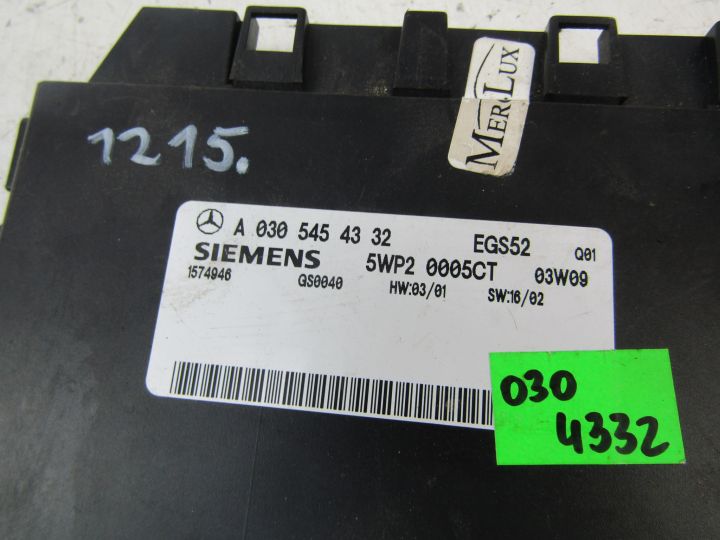 MERCLUX
1215.
A 030 545 43 32 EGS52 Q01
SIEMENS 5WP2 0005CT 03W09
1574946 GS0040 HW:03/01 SW:16/02
030
4332